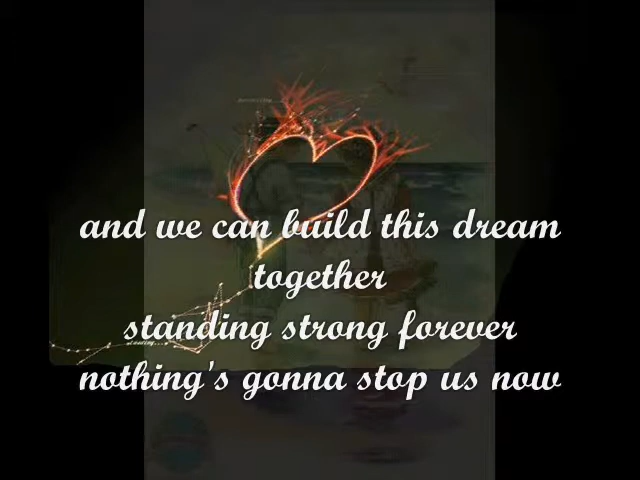 and we can build this dream
together
standing strong forever
nothing's gonna stop us now